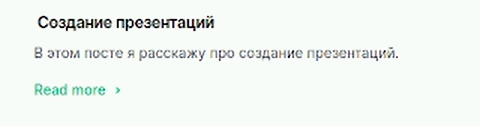 Создание презентаций
В этом посте я расскажу про создание презентаций.
Read more ›